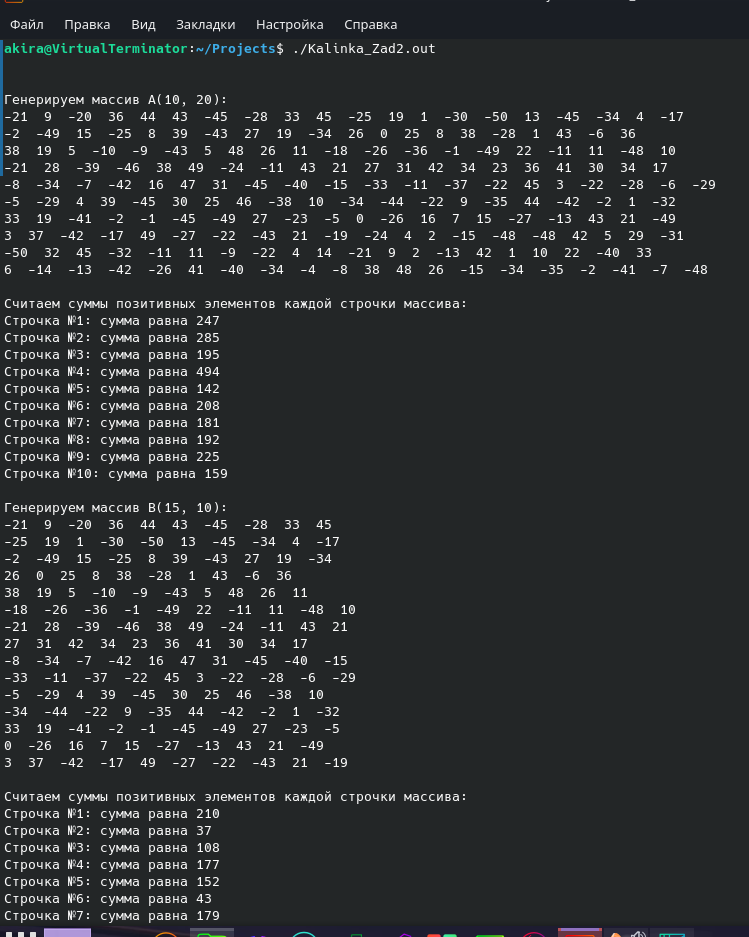 Файл Правка Вид Закладки Настройка Справка
akira@VirtualTerminator:~/Projects$ ./Kalinka_Zad2.out
Генерируем массив A(10, 20):
-21 9 -20 36 44 43 -45 -28 33 45 -25 19 1 -30 -50 13 -45 -34 4 -17
-2 -49 15 -25 8 39 -43 27 19 -34 26 0 25 8 38 -28 1 43 -6 36
38 19 5 -10 -9 -43 5 48 26 11 -18 -26 -36 -1 -49 22 -11 11 -48 10
-21 28 -39 -46 38 49 -24 -11 43 21 27 31 42 34 23 36 41 30 34 17
-8 -34 -7 -42 16 47 31 -45 -40 -15 -33 -11 -37 -22 45 3 -22 -28 -6 -29
-5 -29 4 39 -45 30 25 46 -38 10 -34 -44 -22 9 -35 44 -42 -2 1 -32
33 19 -41 -2 -1 -45 -49 27 -23 -5 0 -26 16 7 15 -27 -13 43 21 -49
3 37 -42 -17 49 -27 -22 -43 21 -19 -24 4 2 -15 -48 -48 42 5 29 -31
-50 32 45 -32 -11 11 -9 -22 4 14 -21 9 2 -13 42 1 10 22 -40 33
6 -14 -13 -42 -26 41 -40 -34 -4 -8 38 48 26 -15 -34 -35 -2 -41 -7 -48
Считаем суммы позитивных элементов каждой строчки массива:
Строчка №1: сумма равна 247
Строчка №2: сумма равна 285
Строчка №3: сумма равна 195
Строчка №4: сумма равна 494
Строчка №5: сумма равна 142
Строчка №6: сумма равна 208
Строчка №7: сумма равна 181
Строчка №8: сумма равна 192
Строчка №9: сумма равна 225
Строчка №10: сумма равна 159
Генерируем массив B(15, 10):
-21 9 -20 36 44 43 -45 -28 33 45
-25 19 1 -30 -50 13 -45 -34 4 -17
-2 -49 15 -25 8 39 -43 27 19 -34
26 0 25 8 38 -28 1 43 -6 36
38 19 5 -10 -9 -43 5 48 26 11
-18 -26 -36 -1 -49 22 -11 11 -48 10
-21 28 -39 -46 38 49 -24 -11 43 21
27 31 42 34 23 36 41 30 34 17
-8 -34 -7 -42 16 47 31 -45 -40 -15
-33 -11 -37 -22 45 3 -22 -28 -6 -29
-5 -29 4 39 -45 30 25 46 -38 10
-34 -44 -22 9 -35 44 -42 -2 1 -32
33 19 -41 -2 -1 -45 -49 27 -23 -5
0 -26 16 7 15 -27 -13 43 21 -49
3 37 -42 -17 49 -27 -22 -43 21 -19
Считаем суммы позитивных элементов каждой строчки массива:
Строчка №1: сумма равна 210
Строчка №2: сумма равна 37
Строчка №3: сумма равна 108
Строчка №4: сумма равна 177
Строчка №5: сумма равна 152
Строчка №6: сумма равна 43
Строчка №7: сумма равна 179